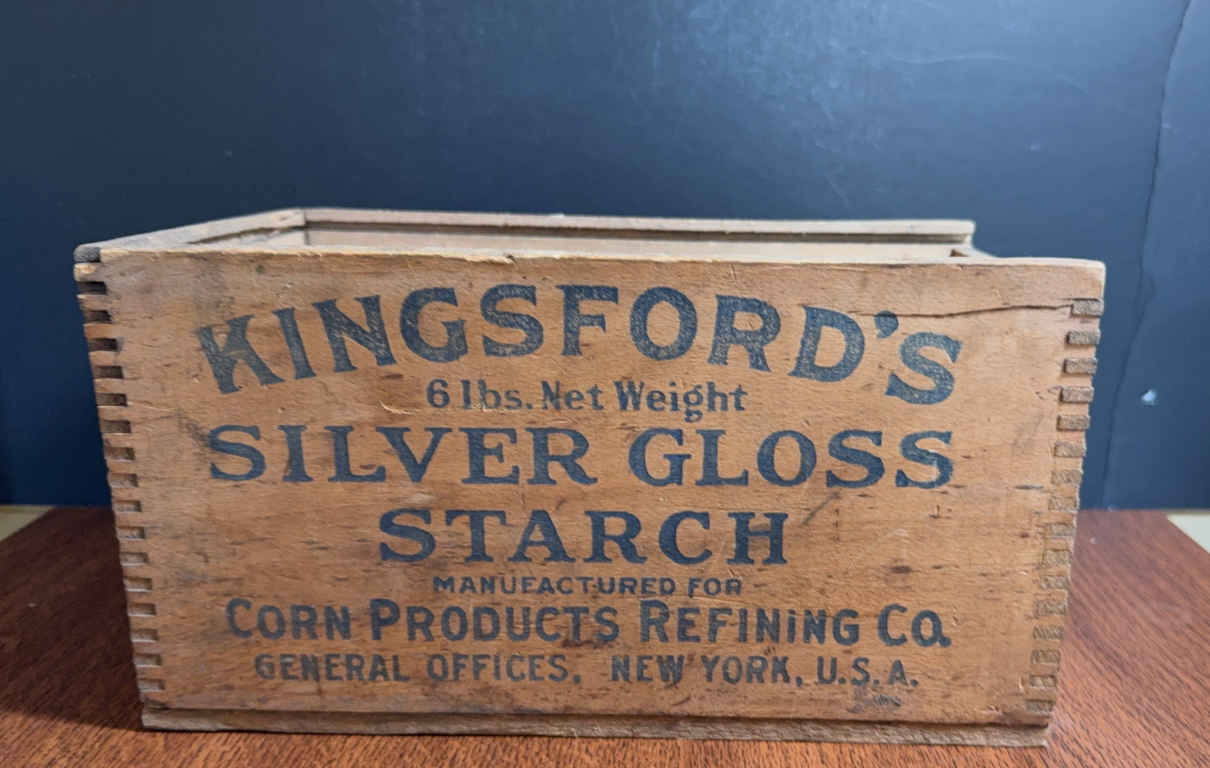 KINGSFORD'S
6 lbs. Net Weight
SILVER GLOSS
STARCH
MANUFACTURED FOR
CORN PRODUCTS REFINING CO.
GENERAL OFFICES, NEW YORK, U.S.A.